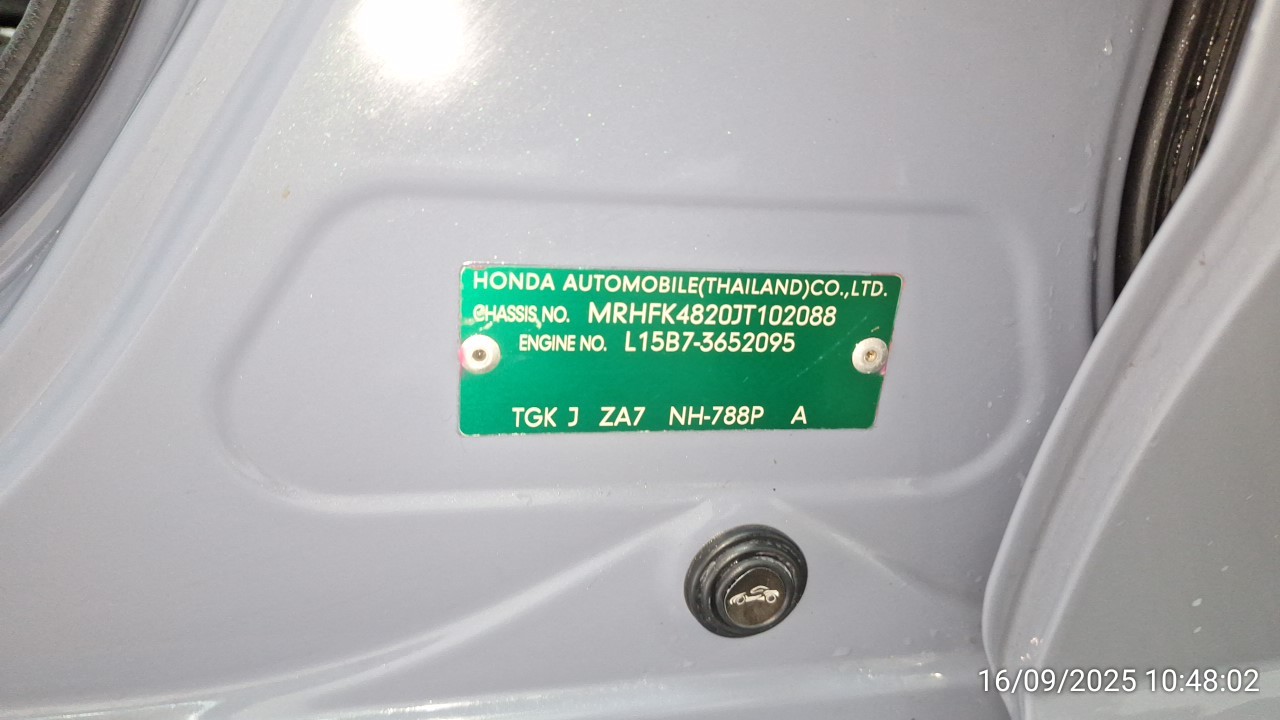 HONDA AUTOMOBILE(THAILAND)CO.,LTD.
CHASSIS NO. MRHFK4820JT102088
ENGINE NO. L15B7-3652095
TGK J ZA7 NH-788P A
16/09/2025 10:48:02